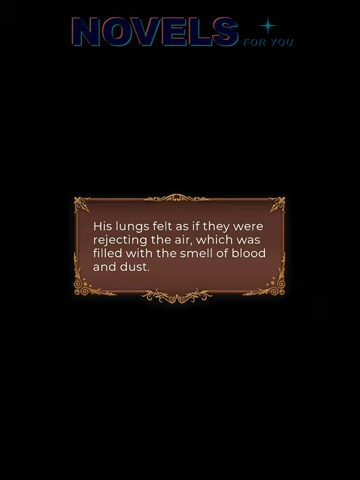 NOVELS
FOR YOU
His lungs felt as if they were
rejecting the air, which was
filled with the smell of blood
and dust.